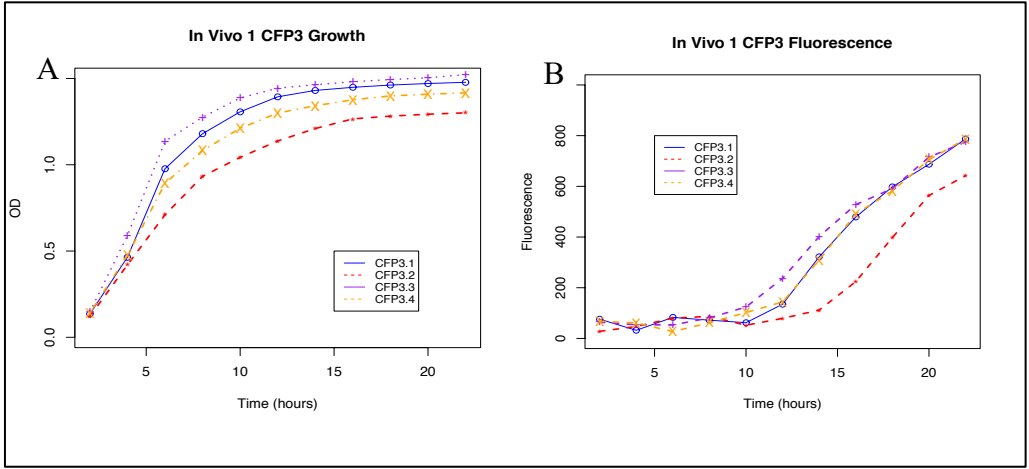 In Vivo 1 CFP3 Growth
A
OD
0.0
0.5
1.0
5
10
15
20
Time (hours)
CFP3.1
CFP3.2
CFP3.3
CFP3.4
In Vivo 1 CFP3 Fluorescence
B
Fluorescence
0
200
400
600
800
5
10
15
20
Time (hours)
CFP3.1
CFP3.2
CFP3.3
CFP3.4